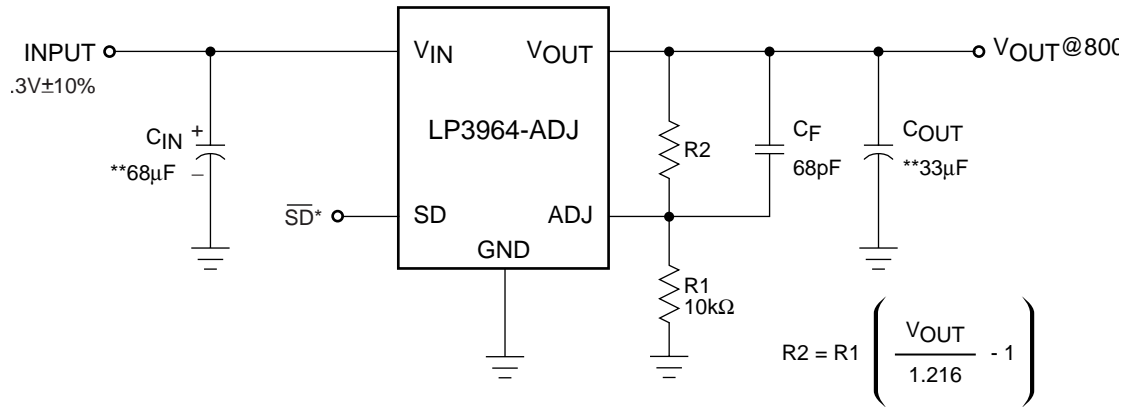 INPUT
.3V±10%
CIN
+
**68µF
–
VIN
VOUT
LP3964-ADJ
SD*
SD
ADJ
GND
R2
CF
68pF
COUT
**33µF
VOUT@800
R1
10kΩ
R2 = R1 ( VOUT / 1.216 - 1 )